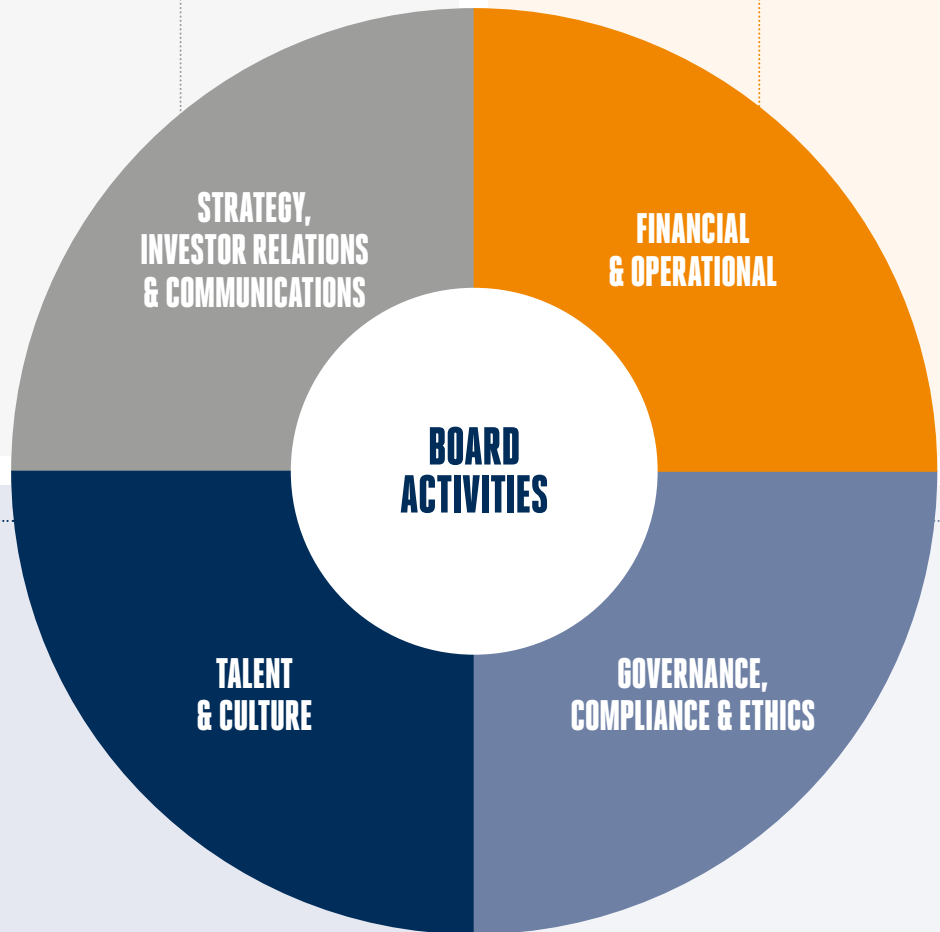 STRATEGY,
INVESTOR RELATIONS
& COMMUNICATIONS
FINANCIAL
& OPERATIONAL
BOARD
ACTIVITIES
TALENT
& CULTURE
GOVERNANCE,
COMPLIANCE & ETHICS